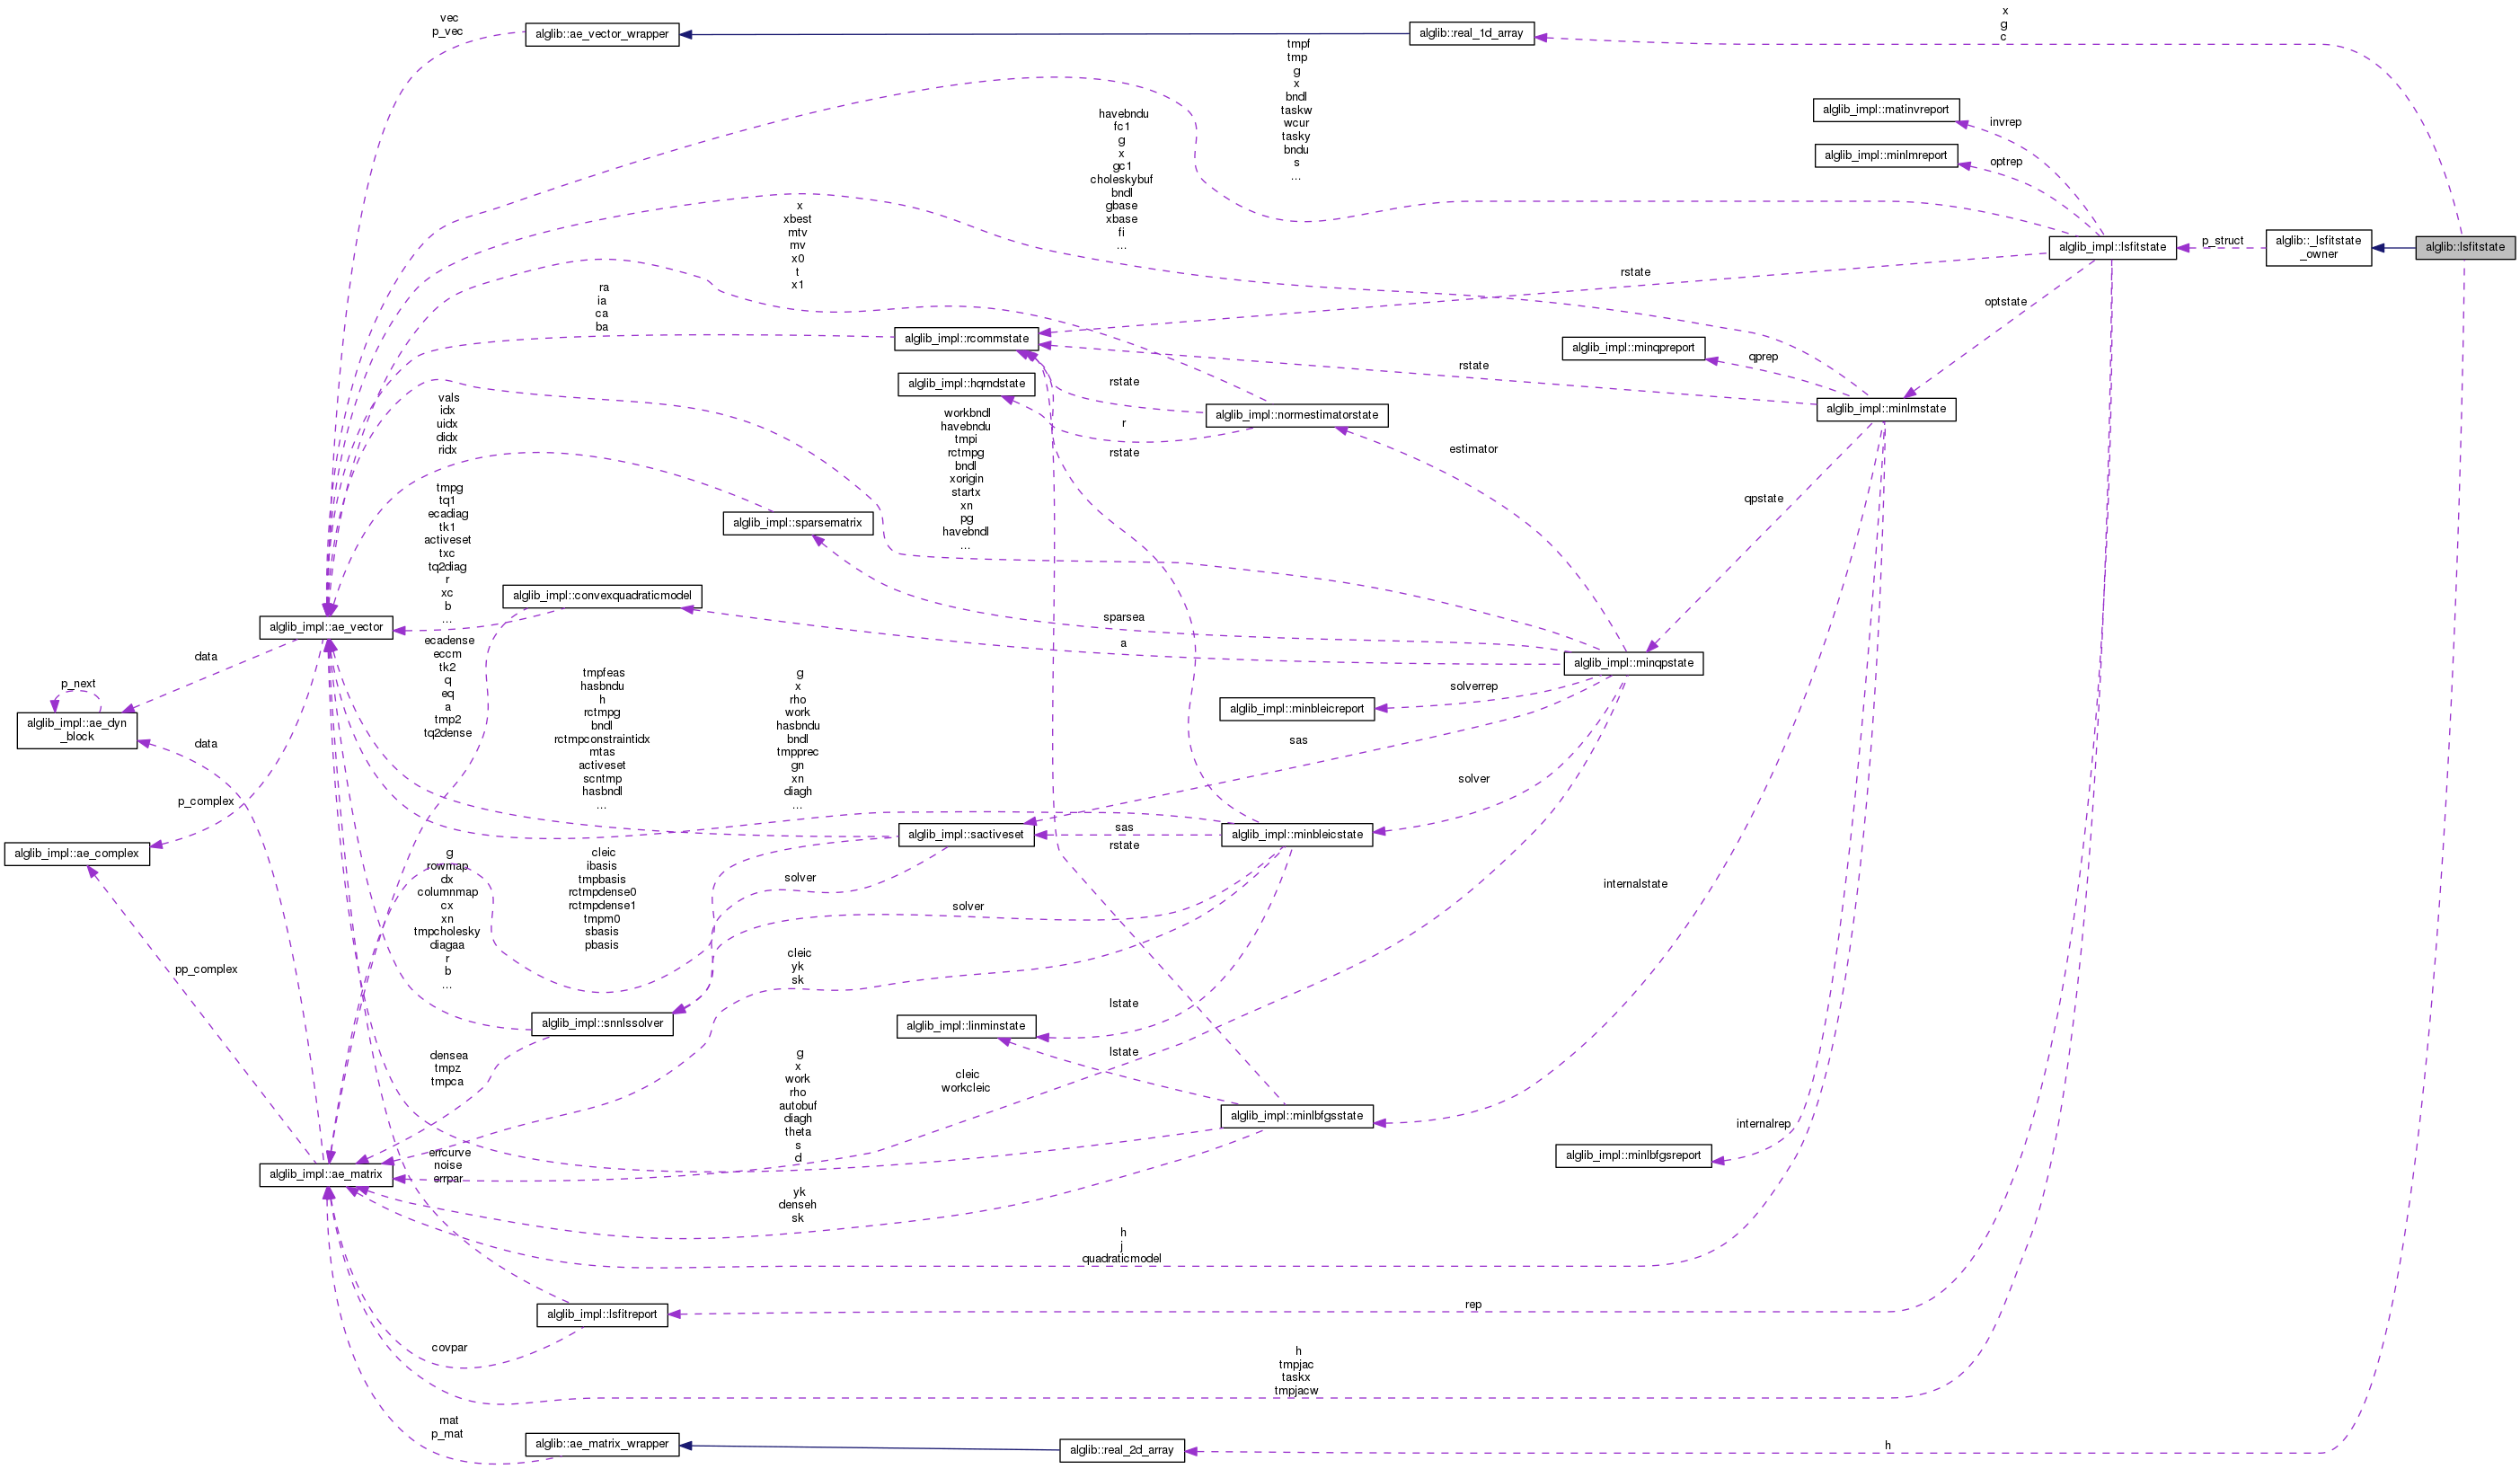 vec
p_vec
alglib::ae_vector_wrapper
alglib::real_1d_array
x
g
c
tmpf
tmp
g
x
bndl
taskw
wcur
tasky
bndu
s
...
alglib_impl::matinvreport
invrep
alglib_impl::minlmreport
optrep
havebndu
fc1
g
x
gc1
choleskybuf
bndl
gbase
xbase
fi
...
alglib_impl::lsfitstate
p_struct
alglib::_lsfitstate
_owner
alglib::lsfitstate
x
xbest
mtv
mv
x0
t
x1
rstate
optstate
ra
ia
ca
ba
alglib_impl::rcommstate
alglib_impl::minqpreport
qprep
rstate
alglib_impl::hqrndstate
rstate
alglib_impl::normestimatorstate
alglib_impl::minlmstate
r
rstate
estimator
vals
idx
uidx
didx
ridx
workbndl
havebndu
tmpi
rctmpg
bndl
xorigin
startx
xn
pg
havebndl
...
qpstate
alglib_impl::sparsematrix
tmpg
tq1
ecadiag
tk1
activeset
txc
tq2diag
r
xc
b
...
alglib_impl::convexquadraticmodel
sparsea
a
alglib_impl::ae_vector
data
ecadense
eccm
tk2
q
eq
a
tmp2
tq2dense
alglib_impl::minqpstate
p_next
alglib_impl::ae_dyn
_block
data
tmpfeas
hasbndu
h
rctmpg
bndl
rctmpconstraintidx
mtas
activeset
scntmp
hasbndl
...
g
x
rho
work
hasbndu
bndl
tmpprec
gn
xn
diagh
...
solverrep
alglib_impl::minbleicreport
sas
solver
p_complex
alglib_impl::sactiveset
sas
rstate
alglib_impl::minbleicstate
alglib_impl::ae_complex
g
rowmap
dx
columnmap
cx
xn
tmpcholesky
diagaa
r
b
...
cleic
ibasis
tmpbasis
rctmpdense0
rctmpdense1
tmpm0
sbasis
pbasis
solver
solver
internalstate
pp_complex
cleic
yk
sk
lstate
alglib_impl::snnlssolver
alglib_impl::linminstate
densea
tmpz
tmpca
lstate
cleic
workcleic
g
x
work
rho
autobuf
diagh
theta
s
d
alglib_impl::minlbfgsstate
internalrep
alglib_impl::minlbfgsreport
alglib_impl::ae_matrix
errcurve
noise
errpar
yk
denseh
sk
h
j
quadraticmodel
alglib_impl::lsfitreport
rep
covpar
h
tmpjac
taskx
tmpjacw
mat
p_mat
alglib::ae_matrix_wrapper
alglib::real_2d_array
h